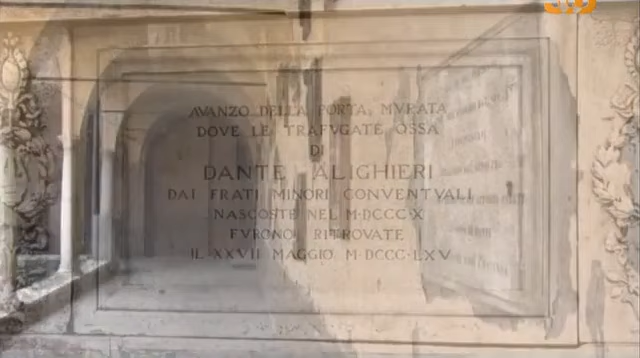 AVANZO DELLA PORTA MVRATA
DOVE LE TRAFVGATE OSSA
DI
DANTE ALIGHIERI
DAI FRATI MINORI CONVENTVALI
NASCOSTE NEL M·DCCC·X
FVRONO RITROVATE
IL XXVII MAGGIO M·DCCC·LXV